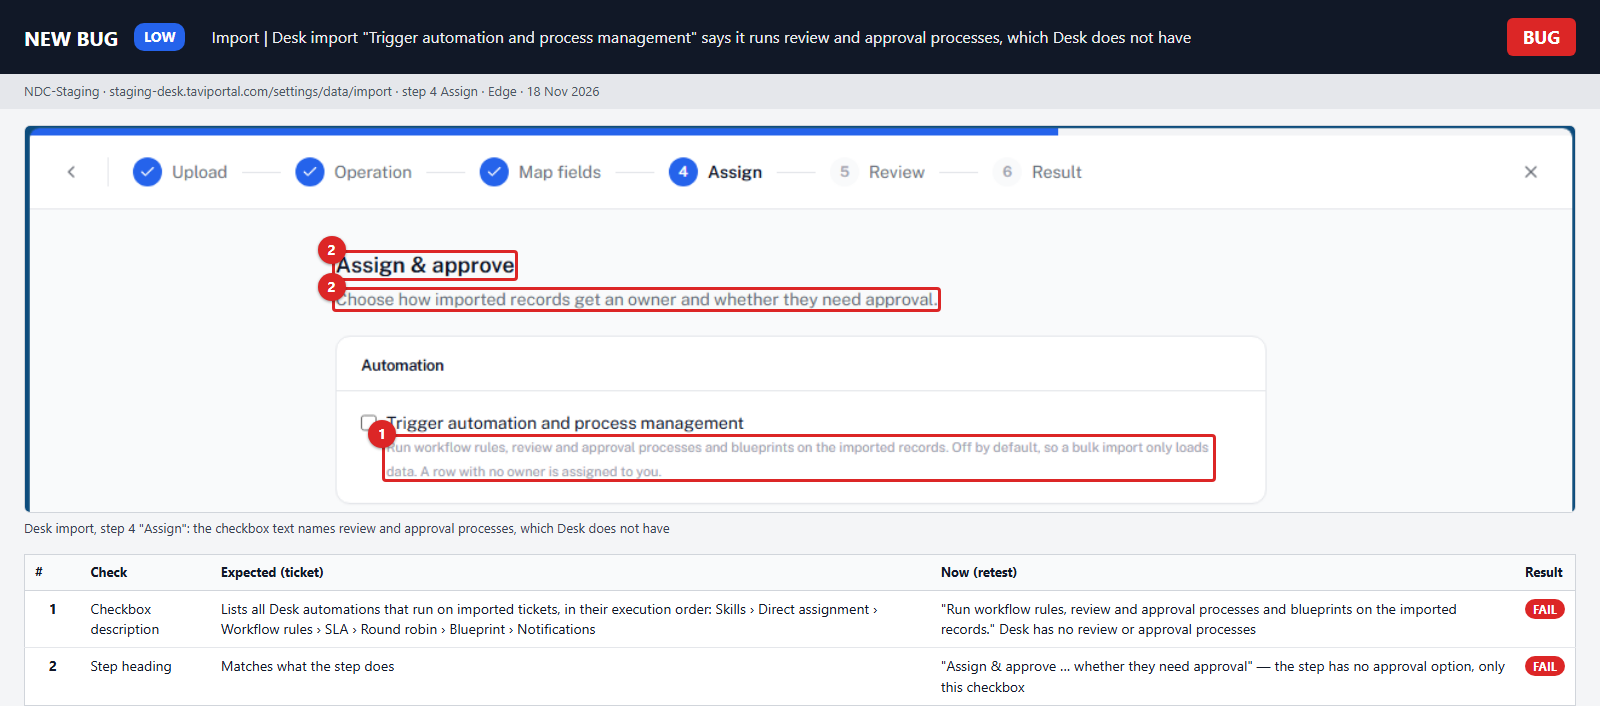 NEW BUG LOW Import | Desk import "Trigger automation and process management" says it runs review and approval processes, which Desk does not have BUG
NDC-Staging · staging-desk.taviportal.com/settings/data/import · step 4 Assign · Edge · 18 Nov 2026
Upload Operation Map fields 4 Assign 5 Review 6 Result
2
Assign & approve
2
Choose how imported records get an owner and whether they need approval.
Automation
Trigger automation and process management
1
Run workflow rules, review and approval processes and blueprints on the imported records. Off by default, so a bulk import only loads
data. A row with no owner is assigned to you.
Desk import, step 4 "Assign": the checkbox text names review and approval processes, which Desk does not have
# Check Expected (ticket) Now (retest) Result
1 Checkbox description Lists all Desk automations that run on imported tickets, in their execution order: Skills › Direct assignment › Workflow rules › SLA › Round robin › Blueprint › Notifications "Run workflow rules, review and approval processes and blueprints on the imported records." Desk has no review or approval processes FAIL
2 Step heading Matches what the step does "Assign & approve ... whether they need approval" — the step has no approval option, only this checkbox FAIL